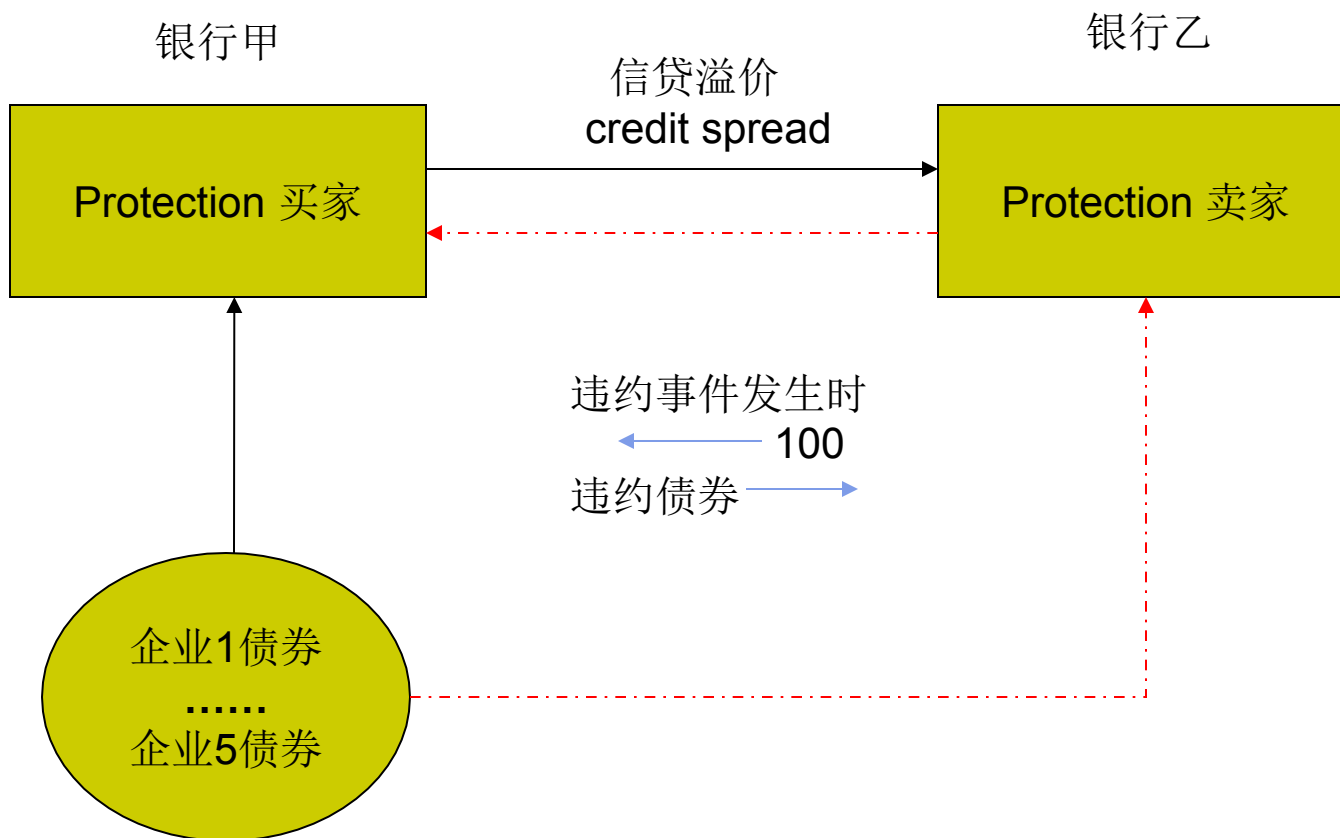 银行甲
银行乙
信贷溢价
credit spread
Protection 买家
Protection 卖家
违约事件发生时
100
违约债券
企业1债券
......
企业5债券